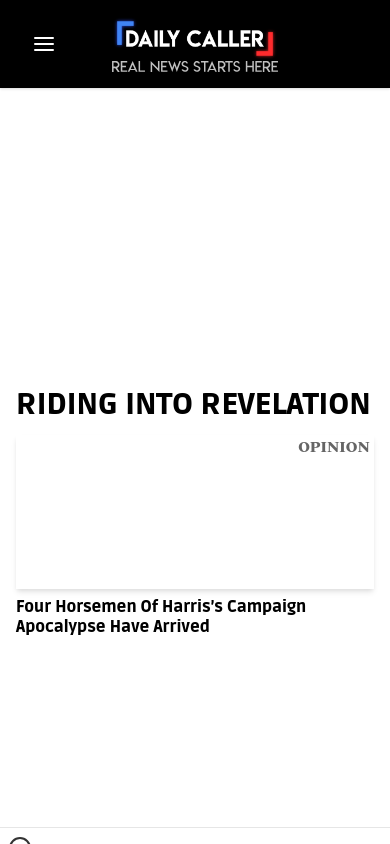 DAILY CALLER
REAL NEWS STARTS HERE
RIDING INTO REVELATION
OPINION
Four Horsemen Of Harris's Campaign
Apocalypse Have Arrived